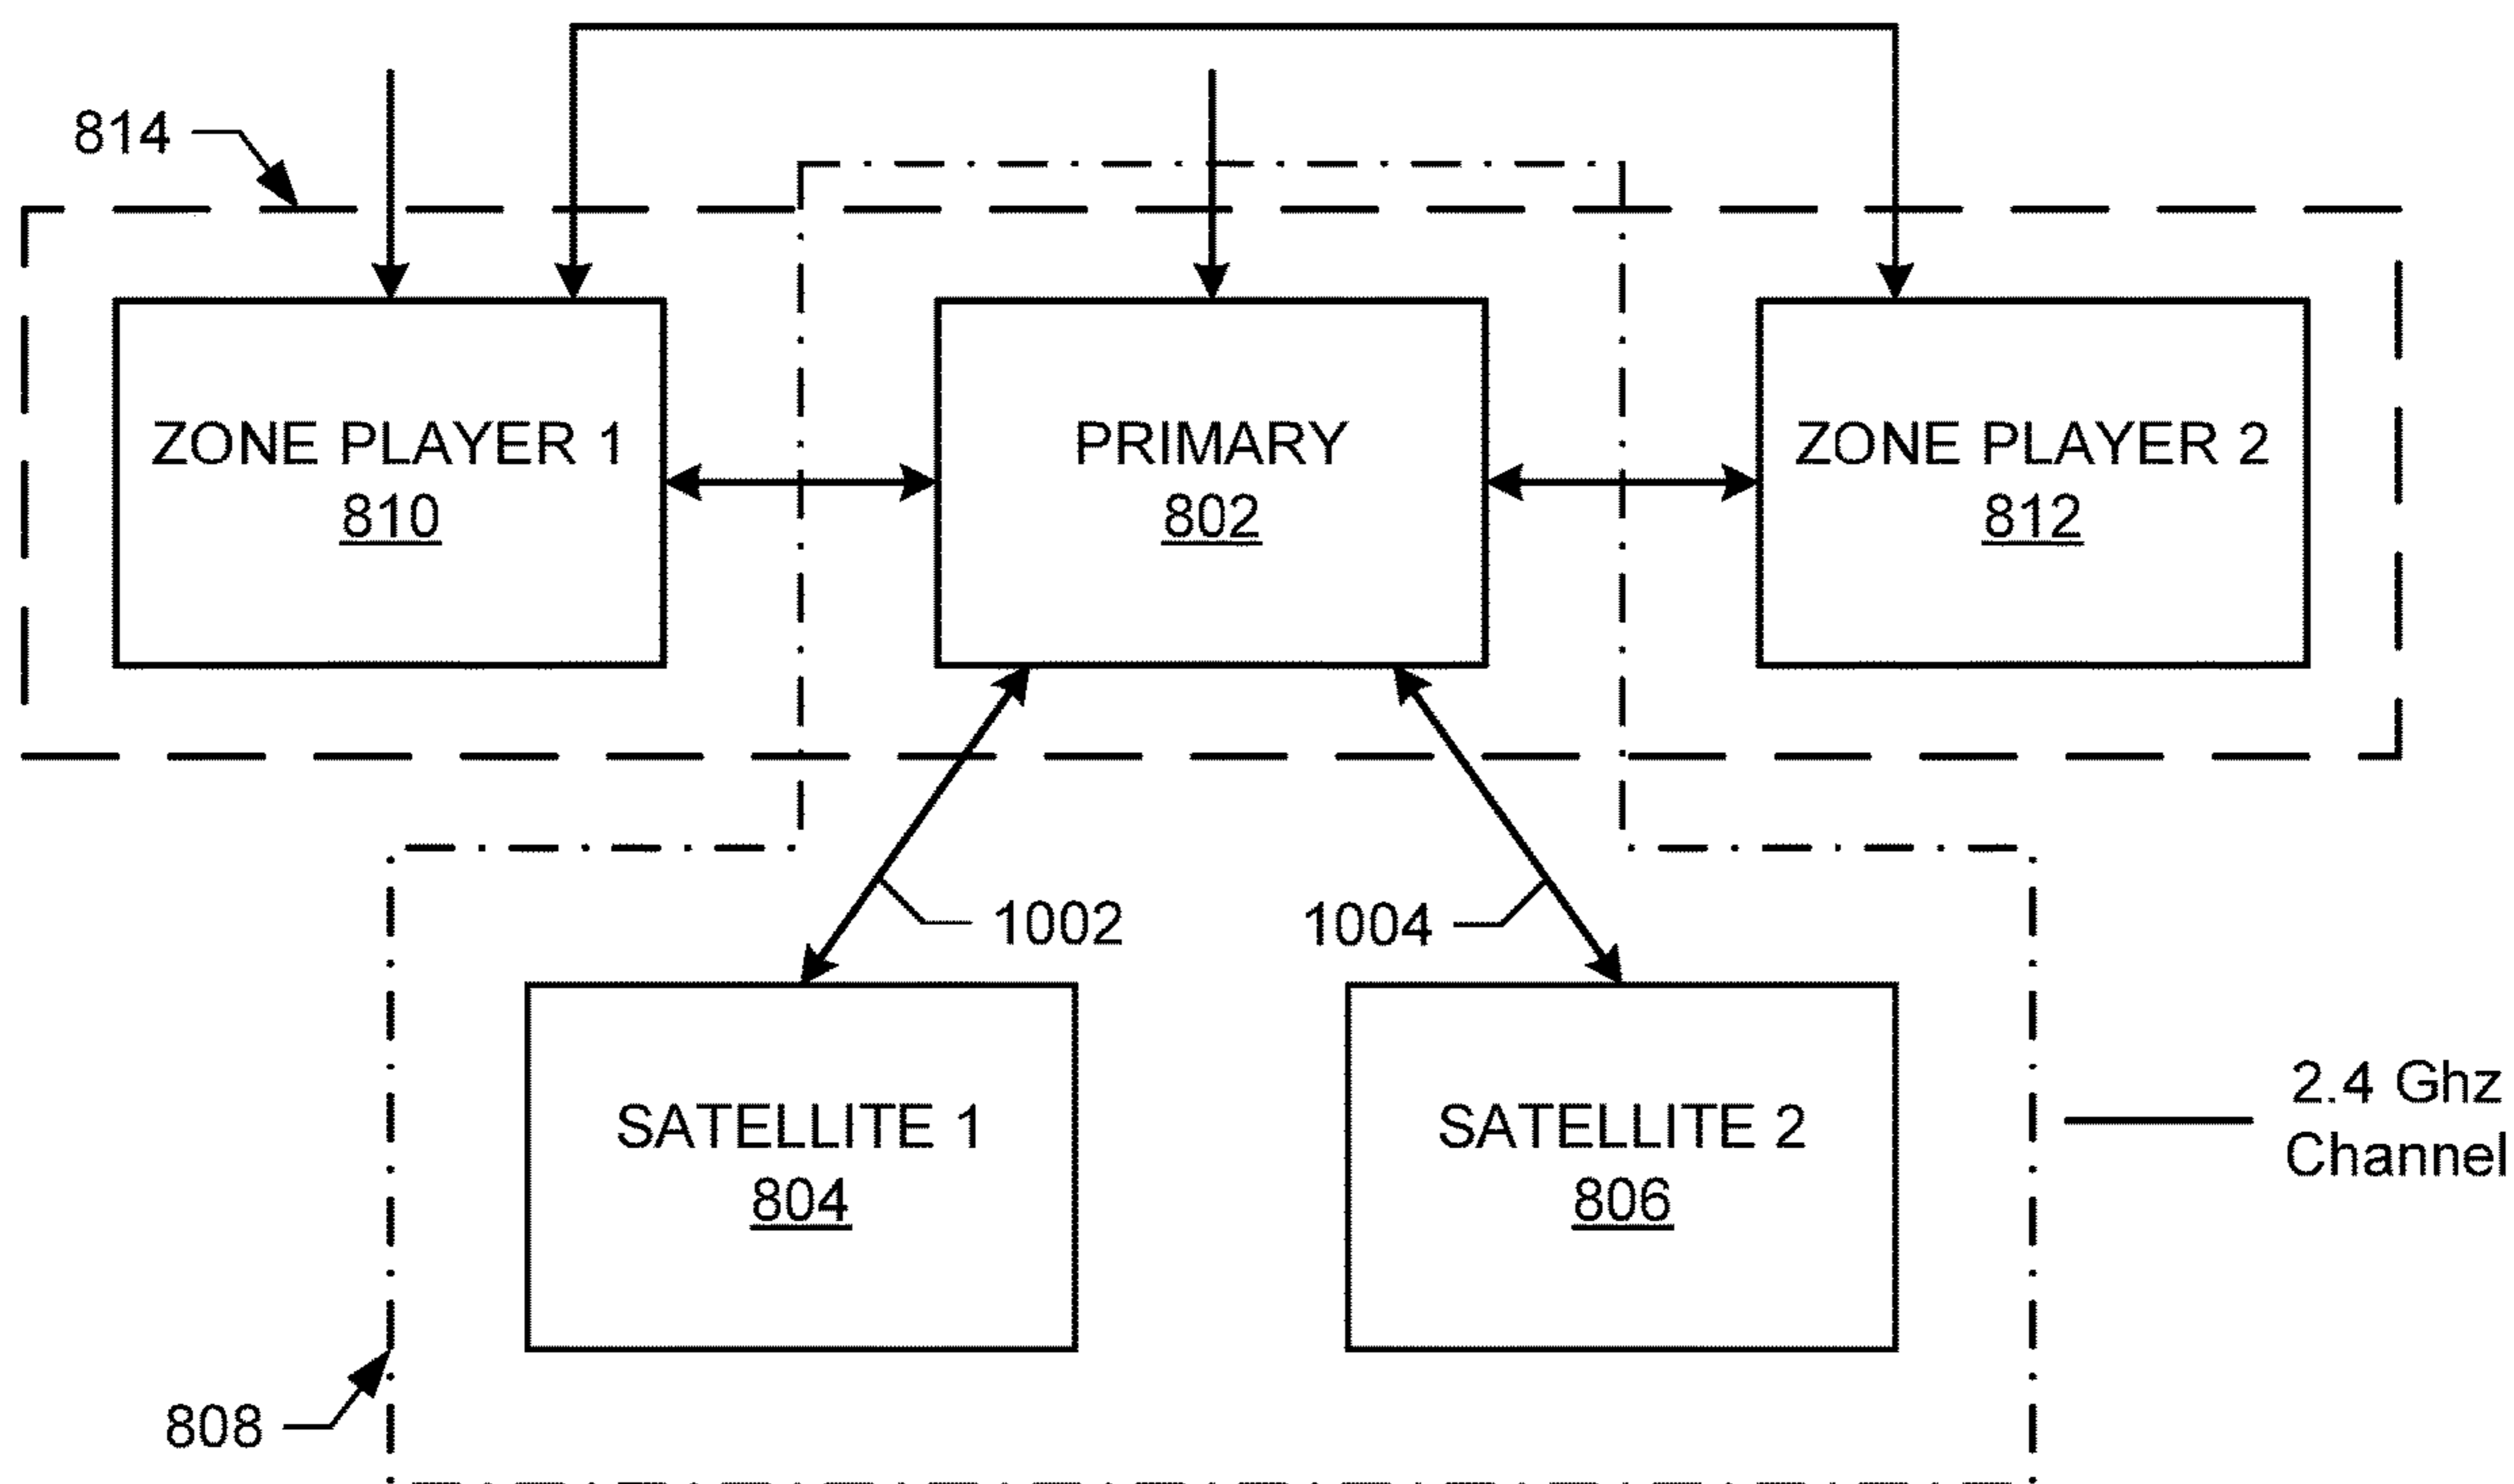 814
ZONE PLAYER 1
810
PRIMARY
802
ZONE PLAYER 2
812
1002
1004
SATELLITE 1
804
SATELLITE 2
806
2.4 Ghz
Channel
808